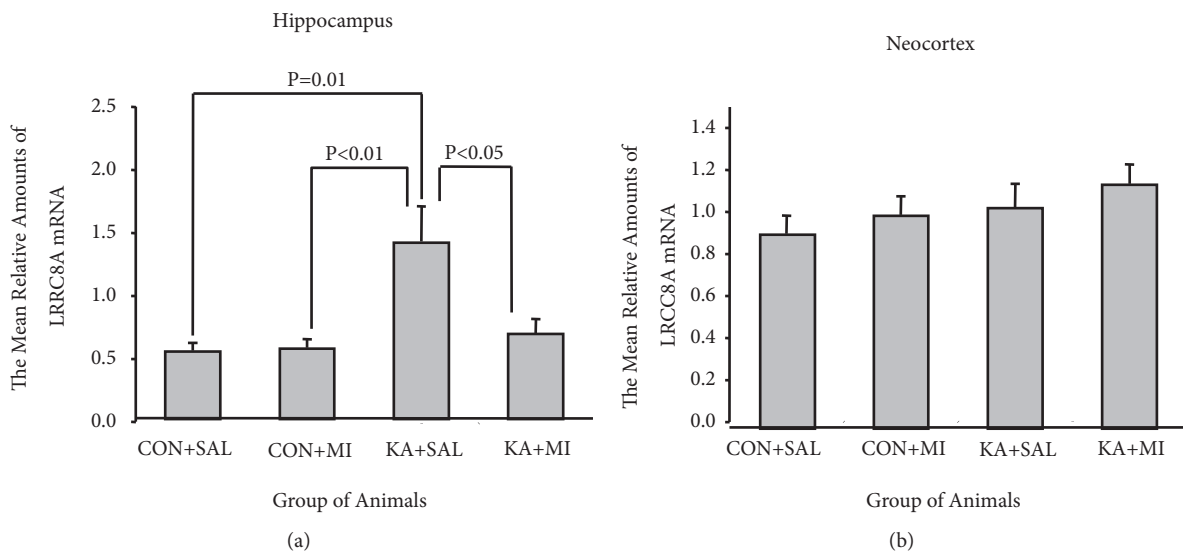 Hippocampus
P=0.01
P<0.01
P<0.05
The Mean Relative Amounts of
LRRC8A mRNA
2.5
2.0
1.5
1.0
0.5
0.0
CON+SAL CON+MI KA+SAL KA+MI
Group of Animals
(a)
Neocortex
The Mean Relative Amounts of
LRCC8A mRNA
1.4
1.2
1.0
0.8
0.6
0.4
0.2
0.0
CON+SAL CON+MI KA+SAL KA+MI
Group of Animals
(b)